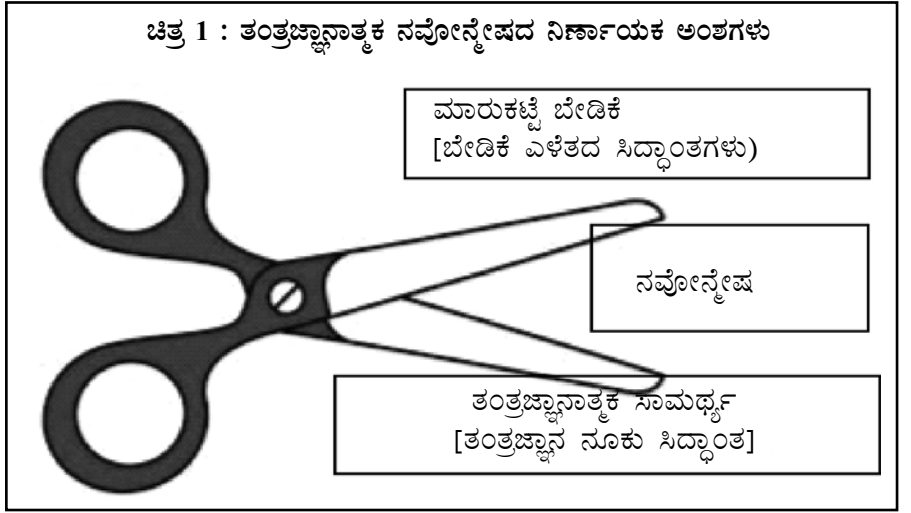 ಚಿತ್ರ 1 : ತಂತ್ರಜ್ಞಾನಾತ್ಮಕ ನವೋನ್ಮೇಷದ ನಿರ್ಣಾಯಕ ಅಂಶಗಳು
ಮಾರುಕಟ್ಟೆ ಬೇಡಿಕೆ
[ಬೇಡಿಕೆ ಎಳೆತದ ಸಿದ್ಧಾಂತಗಳು)
ನವೋನ್ಮೇಷ
ತಂತ್ರಜ್ಞಾನಾತ್ಮಕ ಸಾಮರ್ಥ್ಯ
[ತಂತ್ರಜ್ಞಾನ ನೂಕು ಸಿದ್ಧಾಂತ]